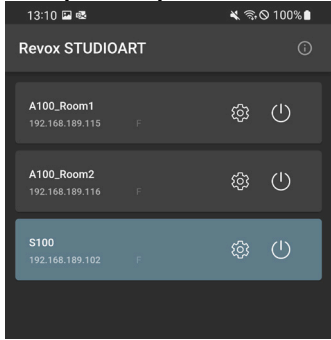 13:10 100%
Revox STUDIOART
A100_Room1
192.168.189.115 F
A100_Room2
192.168.189.116 F
S100
192.168.189.102 F